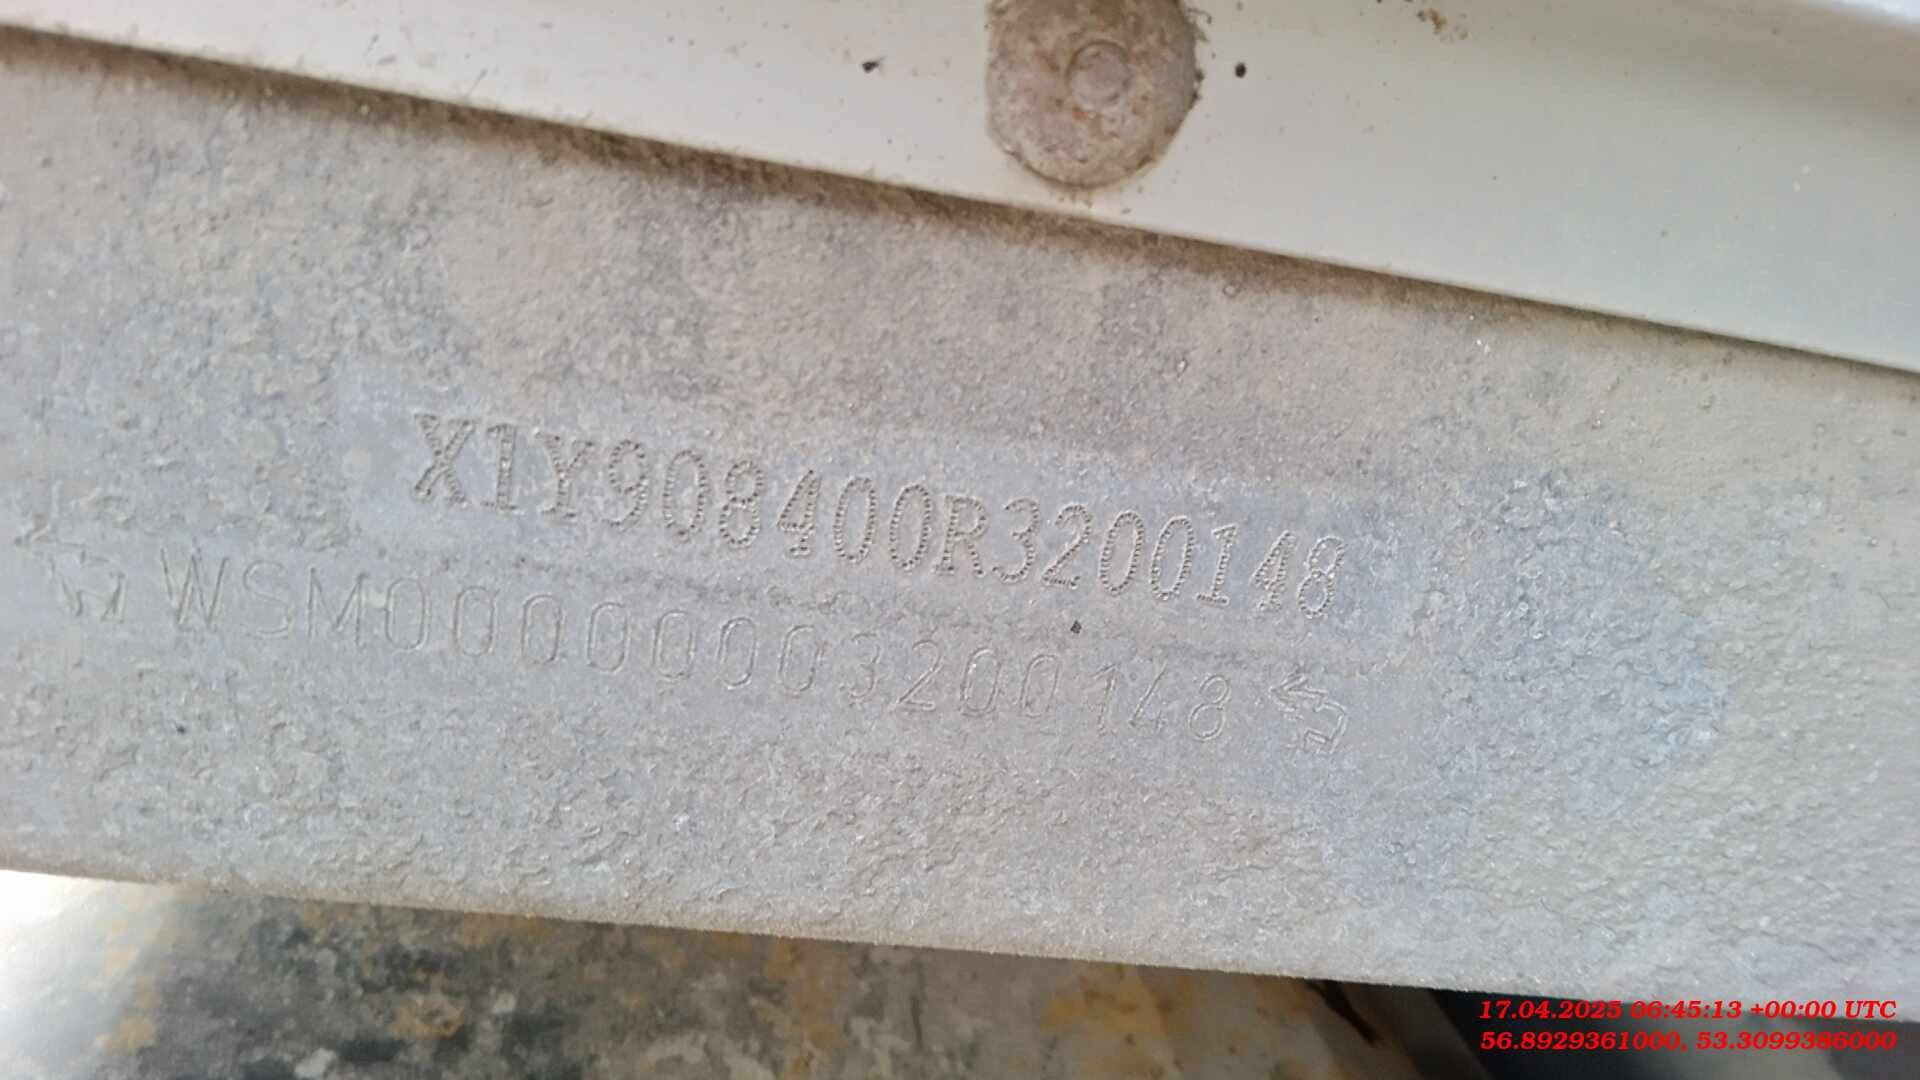 X1Y908400R3200148
WSM00000003200148
17.04.2025 06:45:13 +00:00 UTC
56.8929361000, 53.3099386000